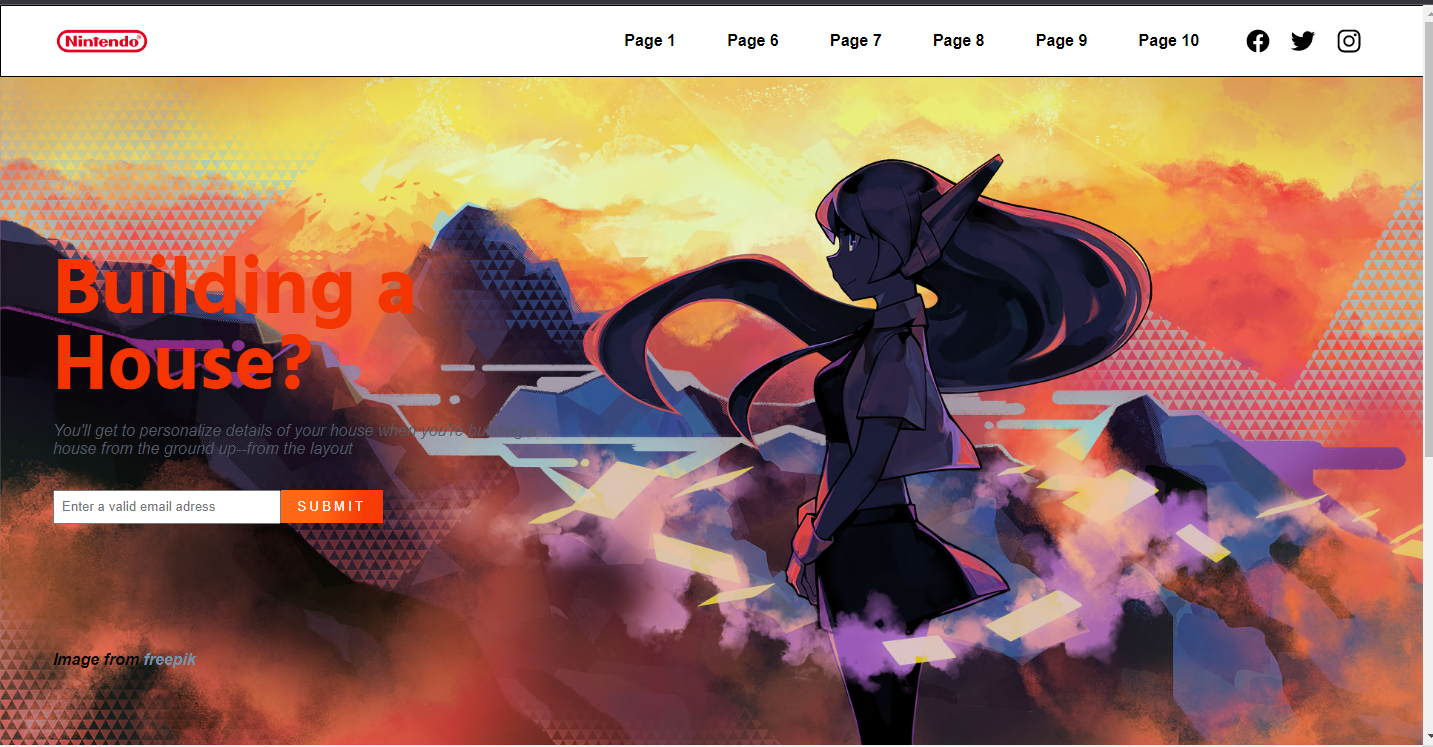 Nintendo®
Page 1 Page 6 Page 7 Page 8 Page 9 Page 10
Building a
House?
You'll get to personalize details of your house when you're building a
house from the ground up--from the layout
Enter a valid email adress SUBMIT
Image from freepik